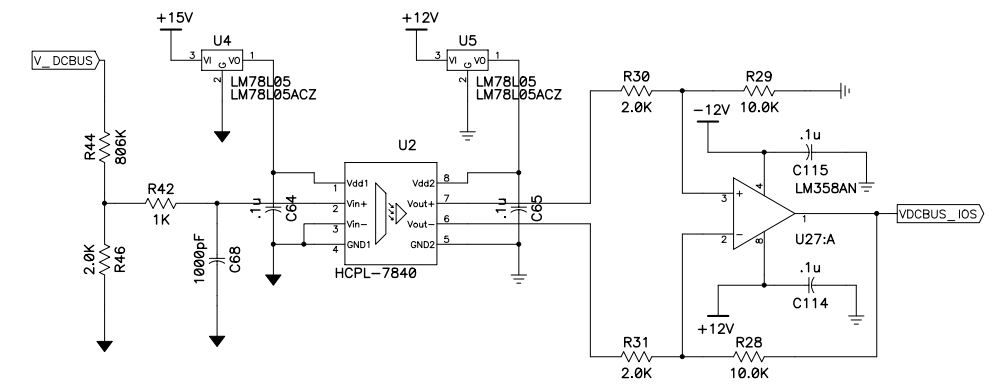 +15V
+12V
U4
U5
V_DCBUS
3 VI VO 1
G
2
3 VI VO 1
G
2
LM78L05
LM78L05ACZ
LM78L05
LM78L05ACZ
R30
2.0K
R29
10.0K
-12V
R44
806K
U2
.1u
C115
LM358AN
R42
1K
.1u
C64
Vdd1
1
Vin+
2
Vin-
3
GND1
4
Vdd2
8
Vout+
7
Vout-
6
GND2
5
HCPL-7840
.1u
C65
3
+
4
1
2
-
8
U27:A
VDCBUS_IOS
2.0K
R46
1000pF
C68
.1u
C114
+12V
R31
2.0K
R28
10.0K